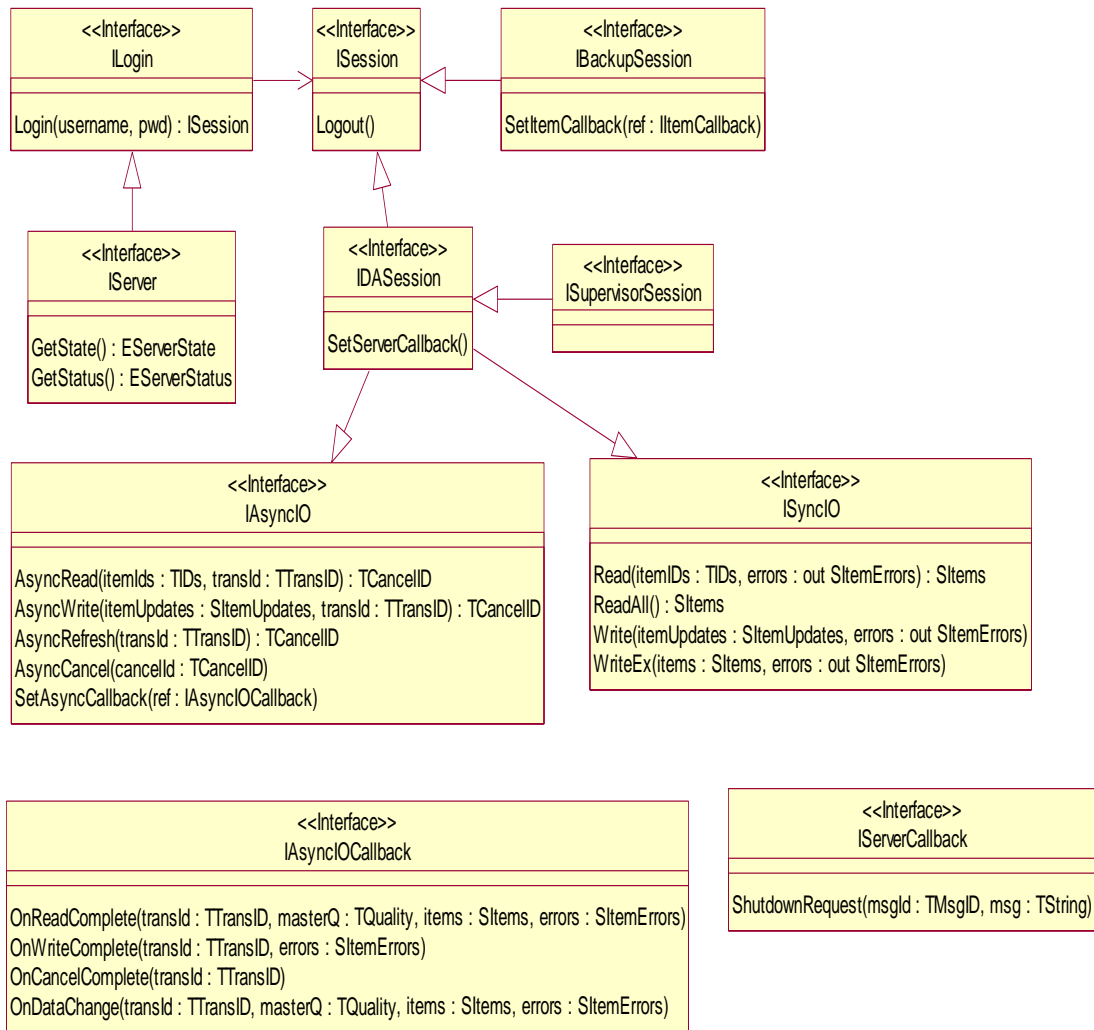 <<Interface>>
ILogin
Login(username, pwd) : ISession
<<Interface>>
ISession
Logout()
<<Interface>>
IBackupSession
SetItemCallback(ref : IItemCallback)
<<Interface>>
IServer
GetState() : EServerState
GetStatus() : EServerStatus
<<Interface>>
IDASession
SetServerCallback()
<<Interface>>
ISupervisorSession
<<Interface>>
IAsyncIO
AsyncRead(itemIds : TIDs, transId : TTransID) : TCancelID
AsyncWrite(itemUpdates : SItemUpdates, transId : TTransID) : TCancelID
AsyncRefresh(transId : TTransID) : TCancelID
AsyncCancel(cancelId : TCancelID)
SetAsyncCallback(ref : IAsyncIOCallback)
<<Interface>>
ISyncIO
Read(itemIDs : TIDs, errors : out SItemErrors) : SItems
ReadAll() : SItems
Write(itemUpdates : SItemUpdates, errors : out SItemErrors)
WriteEx(items : SItems, errors : out SItemErrors)
<<Interface>>
IAsyncIOCallback
OnReadComplete(transId : TTransID, masterQ : TQuality, items : SItems, errors : SItemErrors)
OnWriteComplete(transId : TTransID, errors : SItemErrors)
OnCancelComplete(transId : TTransID)
OnDataChange(transId : TTransID, masterQ : TQuality, items : SItems, errors : SItemErrors)
<<Interface>>
IServerCallback
ShutdownRequest(msgId : TMsgID, msg : TString)